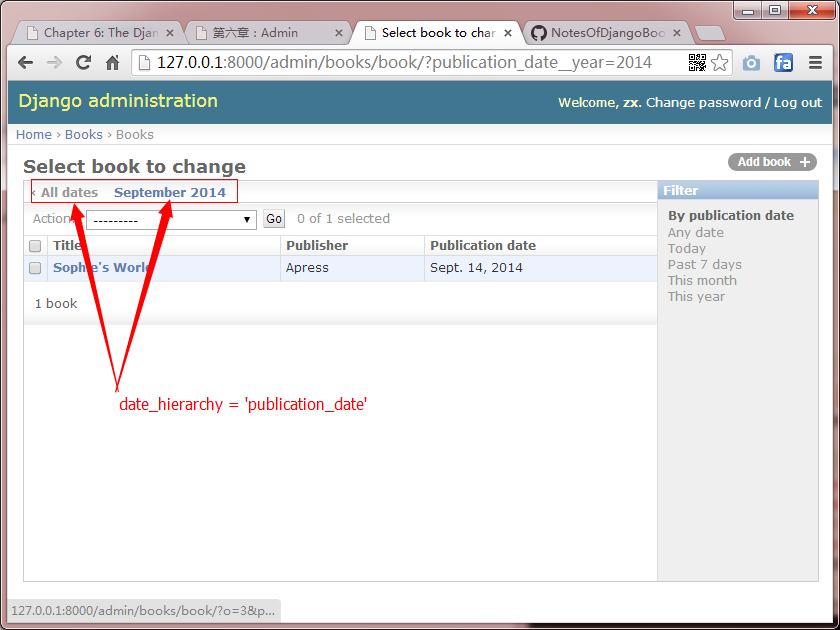 Chapter 6: The Djan
第六章：Admin
Select book to chan
NotesOfDjangoBoo
127.0.0.1:8000/admin/books/book/?publication_date__year=2014
Django administration
Welcome, zx. Change password / Log out
Home › Books › Books
Select book to change
Add book +
‹ All dates September 2014
Filter
Action: --------- Go 0 of 1 selected
By publication date
Any date
Today
Past 7 days
This month
This year
Title Publisher Publication date
Sophie's World Apress Sept. 14, 2014
1 book
date_hierarchy = 'publication_date'
127.0.0.1:8000/admin/books/book/?o=3&p...